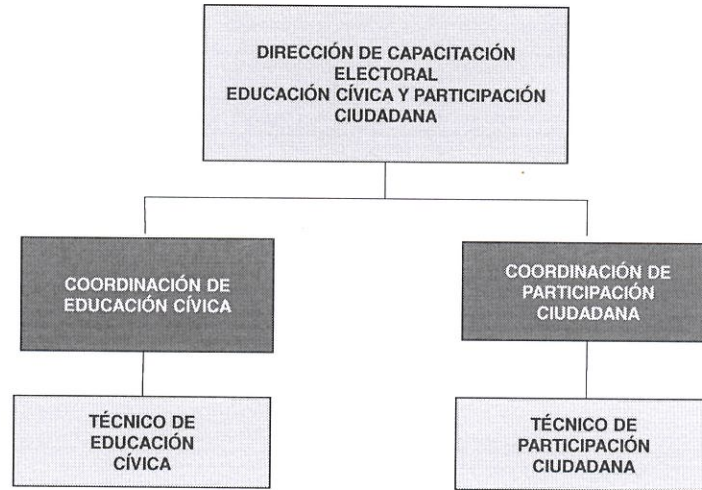 DIRECCIÓN DE CAPACITACIÓN
ELECTORAL
EDUCACIÓN CÍVICA Y PARTICIPACIÓN
CIUDADANA
COORDINACIÓN DE
EDUCACIÓN CÍVICA
COORDINACIÓN DE
PARTICIPACIÓN
CIUDADANA
TÉCNICO DE
EDUCACIÓN
CÍVICA
TÉCNICO DE
PARTICIPACIÓN
CIUDADANA